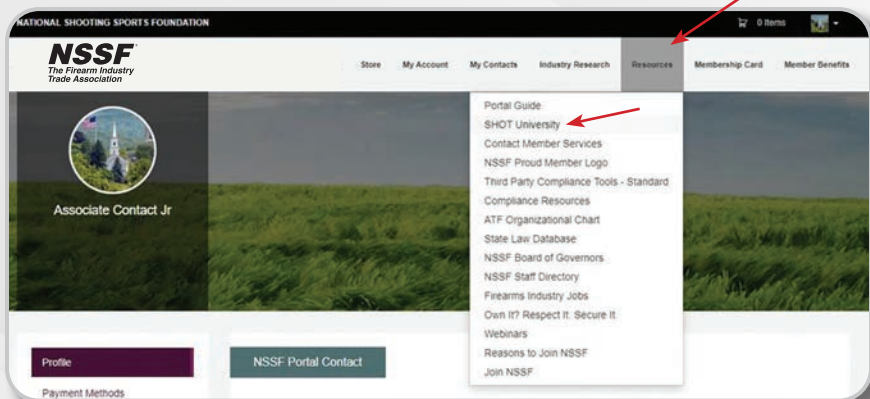 NATIONAL SHOOTING SPORTS FOUNDATION
0 Items
NSSF
The Firearm Industry
Trade Association
Store
My Account
My Contacts
Industry Research
Resources
Membership Card
Member Benefits
Portal Guide
SHOT University
Contact Member Services
NSSF Proud Member Logo
Third Party Compliance Tools - Standard
Compliance Resources
ATF Organizational Chart
State Law Database
NSSF Board of Governors
NSSF Staff Directory
Firearms Industry Jobs
Own It? Respect It. Secure It.
Webinars
Reasons to Join NSSF
Join NSSF
Associate Contact Jr
Profile
Payment Methods
NSSF Portal Contact